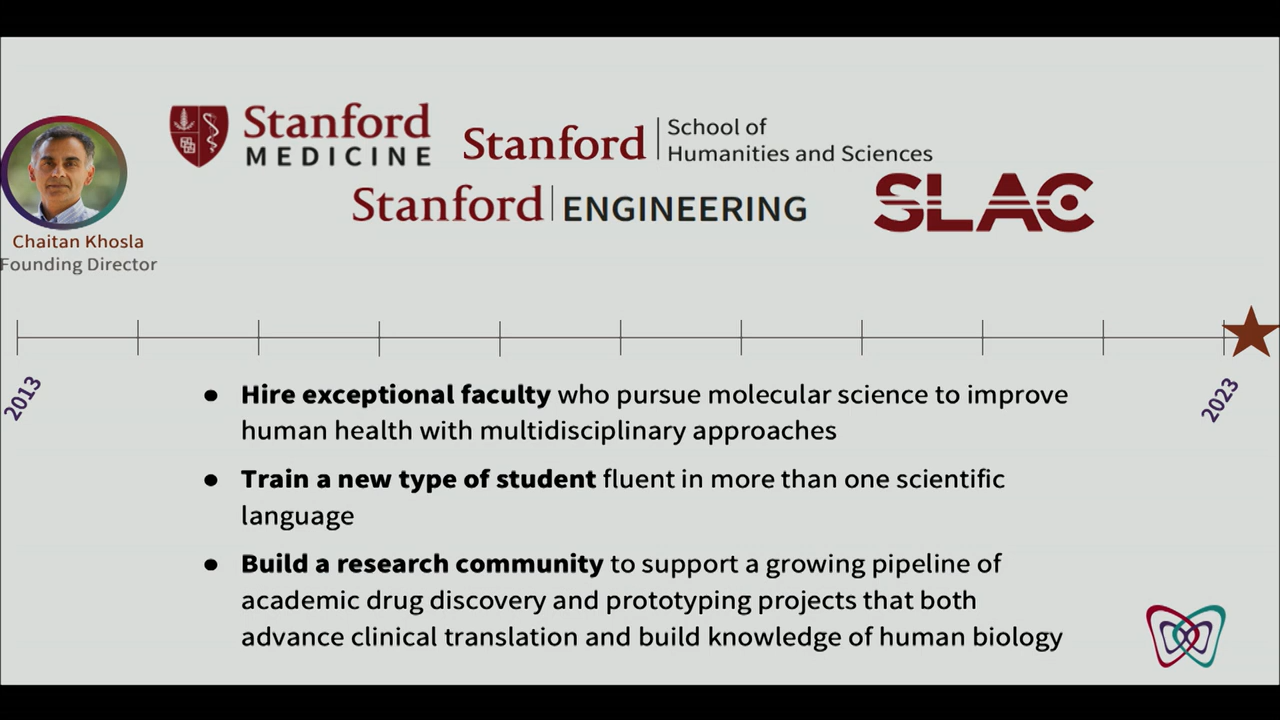 Stanford
MEDICINE
Stanford
School of
Humanities and Sciences
Stanford
ENGINEERING
SLAC
Chaitan Khosla
Founding Director
2013
2023
● Hire exceptional faculty who pursue molecular science to improve
human health with multidisciplinary approaches
● Train a new type of student fluent in more than one scientific
language
● Build a research community to support a growing pipeline of
academic drug discovery and prototyping projects that both
advance clinical translation and build knowledge of human biology